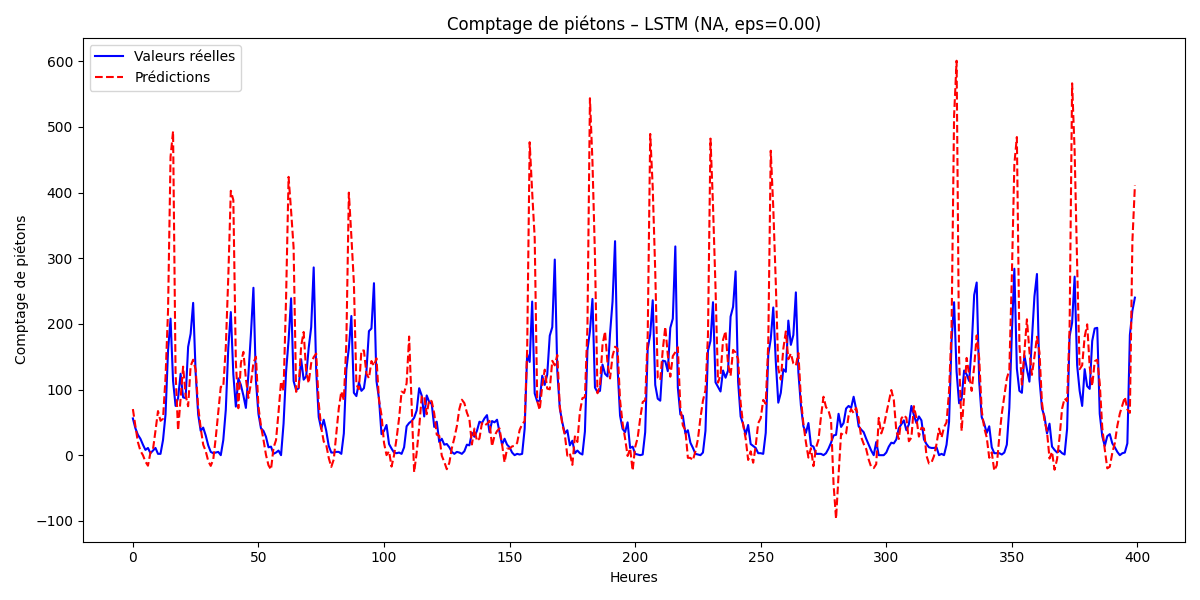 Comptage de piétons – LSTM (NA, eps=0.00)
Valeurs réelles
Prédictions
600
500
400
300
200
100
0
−100
Comptage de piétons
0 50 100 150 200 250 300 350 400
Heures